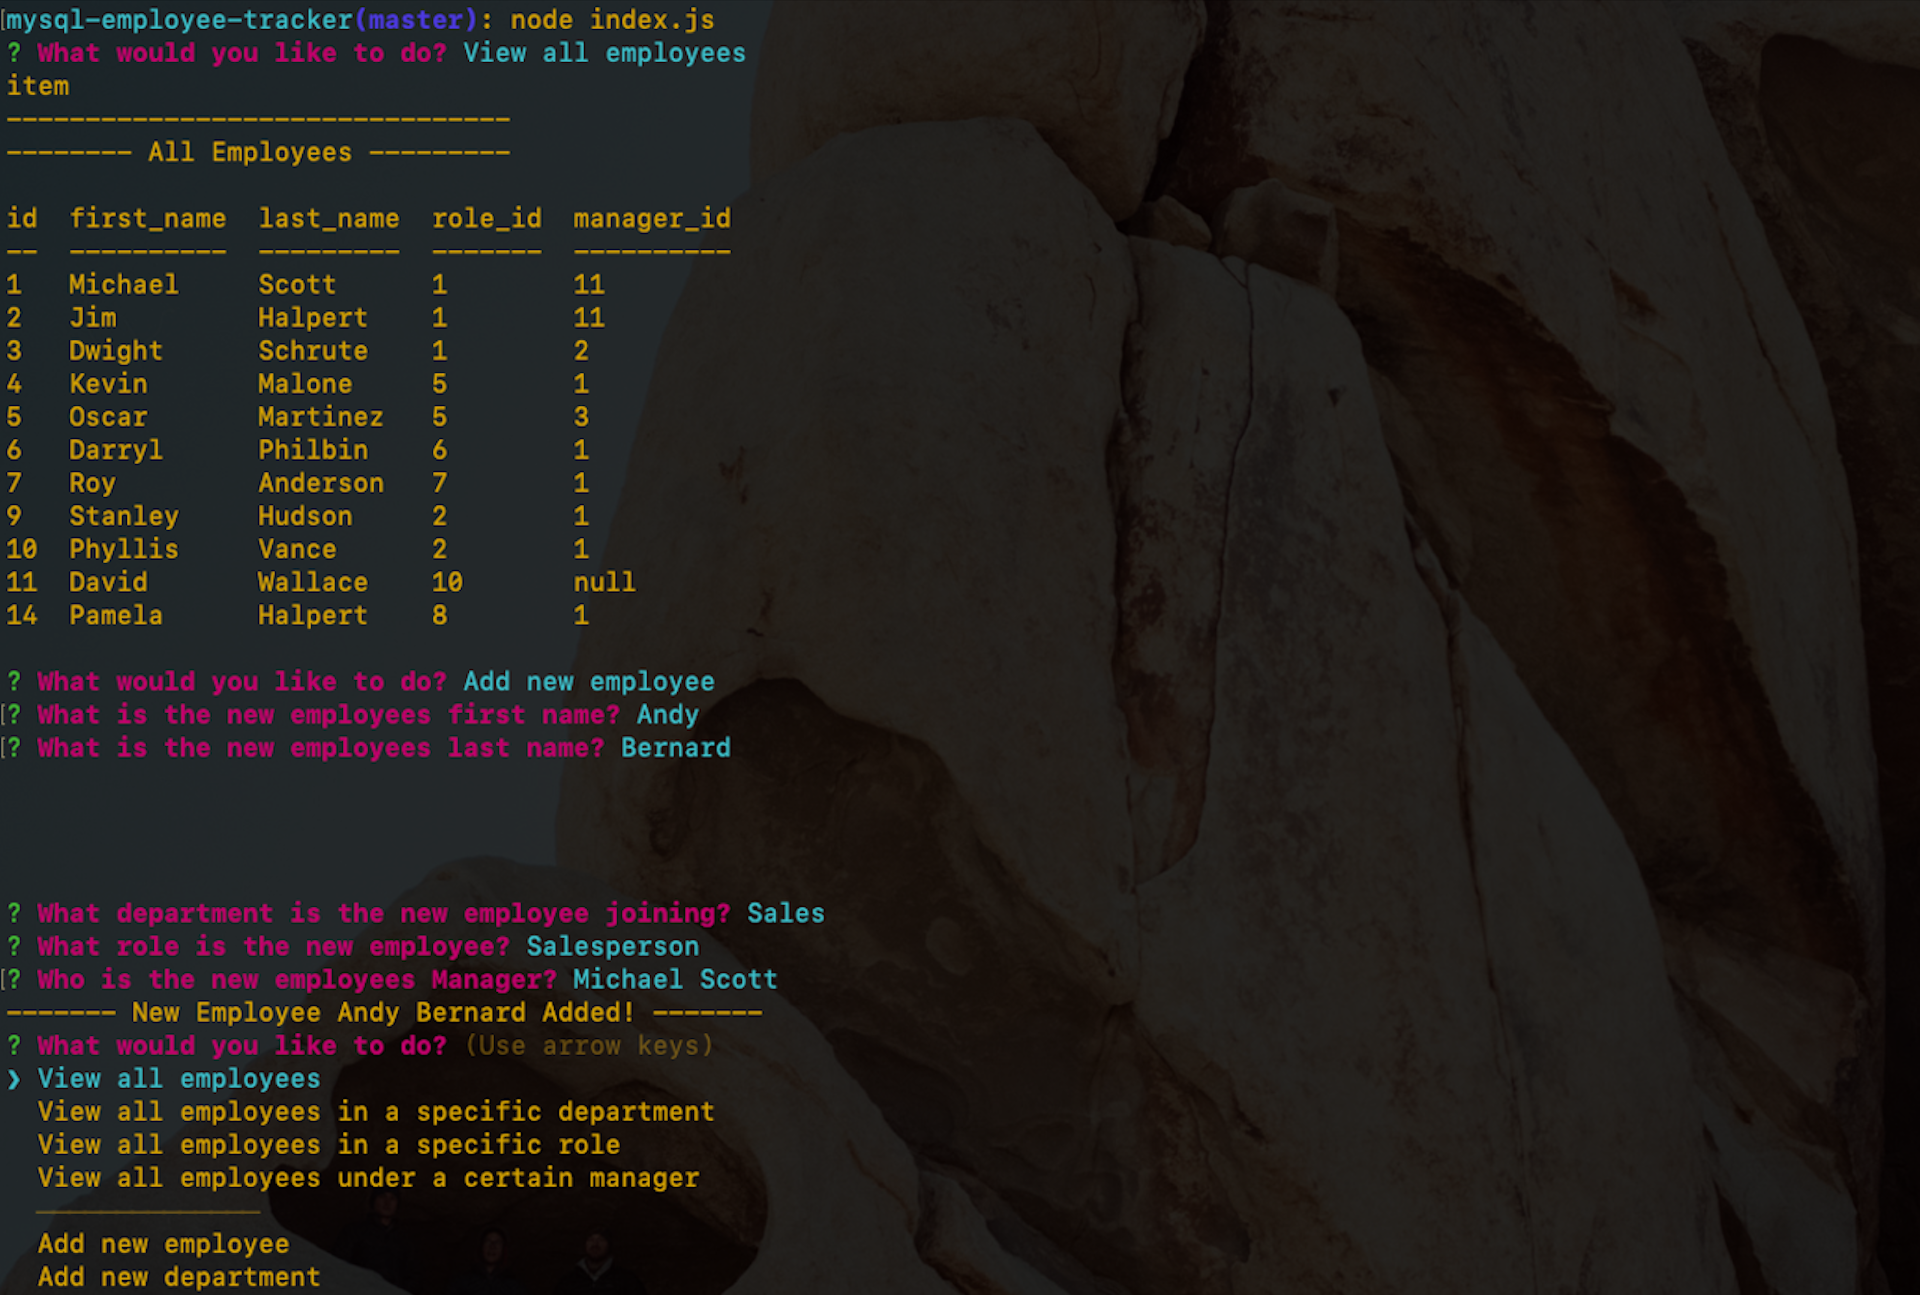 [mysql-employee-tracker(master): node index.js
? What would you like to do? View all employees
item
--------------------------------
-------- All Employees ---------
id  first_name  last_name  role_id  manager_id
--  ----------  ---------  -------  ----------
1   Michael     Scott      1        11
2   Jim         Halpert    1        11
3   Dwight      Schrute    1        2
4   Kevin       Malone     5        1
5   Oscar       Martinez   5        3
6   Darryl      Philbin    6        1
7   Roy         Anderson   7        1
9   Stanley     Hudson     2        1
10  Phyllis     Vance      2        1
11  David       Wallace    10       null
14  Pamela      Halpert    8        1
? What would you like to do? Add new employee
[? What is the new employees first name? Andy
[? What is the new employees last name? Bernard
? What department is the new employee joining? Sales
? What role is the new employee? Salesperson
[? Who is the new employees Manager? Michael Scott
------- New Employee Andy Bernard Added! -------
? What would you like to do? (Use arrow keys)
❯ View all employees
  View all employees in a specific department
  View all employees in a specific role
  View all employees under a certain manager
  ──────────────
  Add new employee
  Add new department